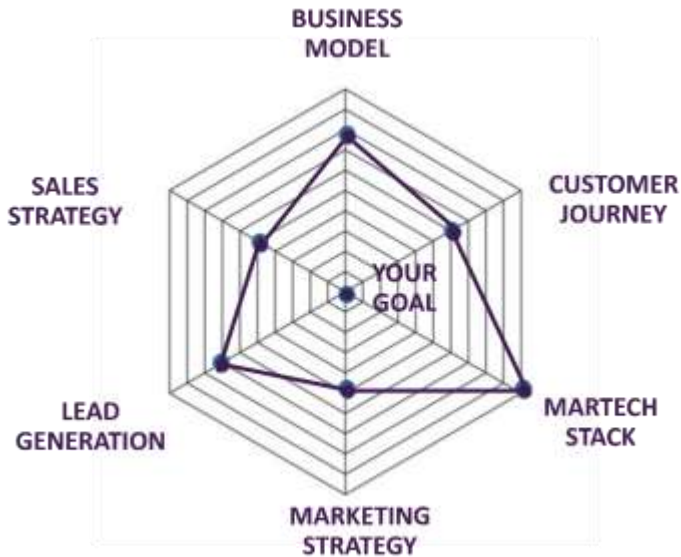 BUSINESS
MODEL
SALES
STRATEGY
CUSTOMER
JOURNEY
YOUR
GOAL
LEAD
GENERATION
MARTECH
STACK
MARKETING
STRATEGY